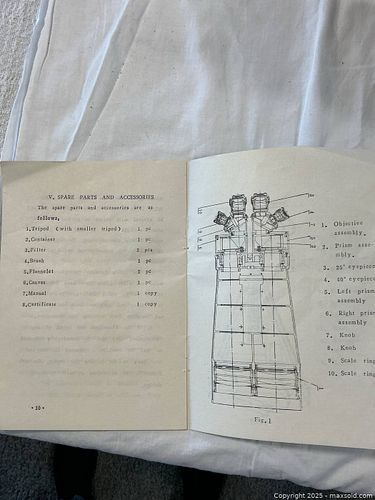 V. SPARE PARTS AND ACCESSORIES
The spare parts and accessories are as
follows,
1.Tripod (with smaller tripod) 1 pc
2.Container 1 pc
3.Filter 2 pcs
4.Brush 1 pc
5.Flannelet 1 pc
6.Canvas 1 pc
7.Manual 1 copy
8.Certificate 1 copy
•10•
1. Objective
assembly.
2. Prism asse-
mbly.
3. 25° eyepiece
4. 40° eyepiece
5. Left prism
assembly
6. Right prism
assembly
7. Knob
8. Knob
9. Scale ring
10. Scale ring
Fig.1
Copyright 2025 - maxsold.com